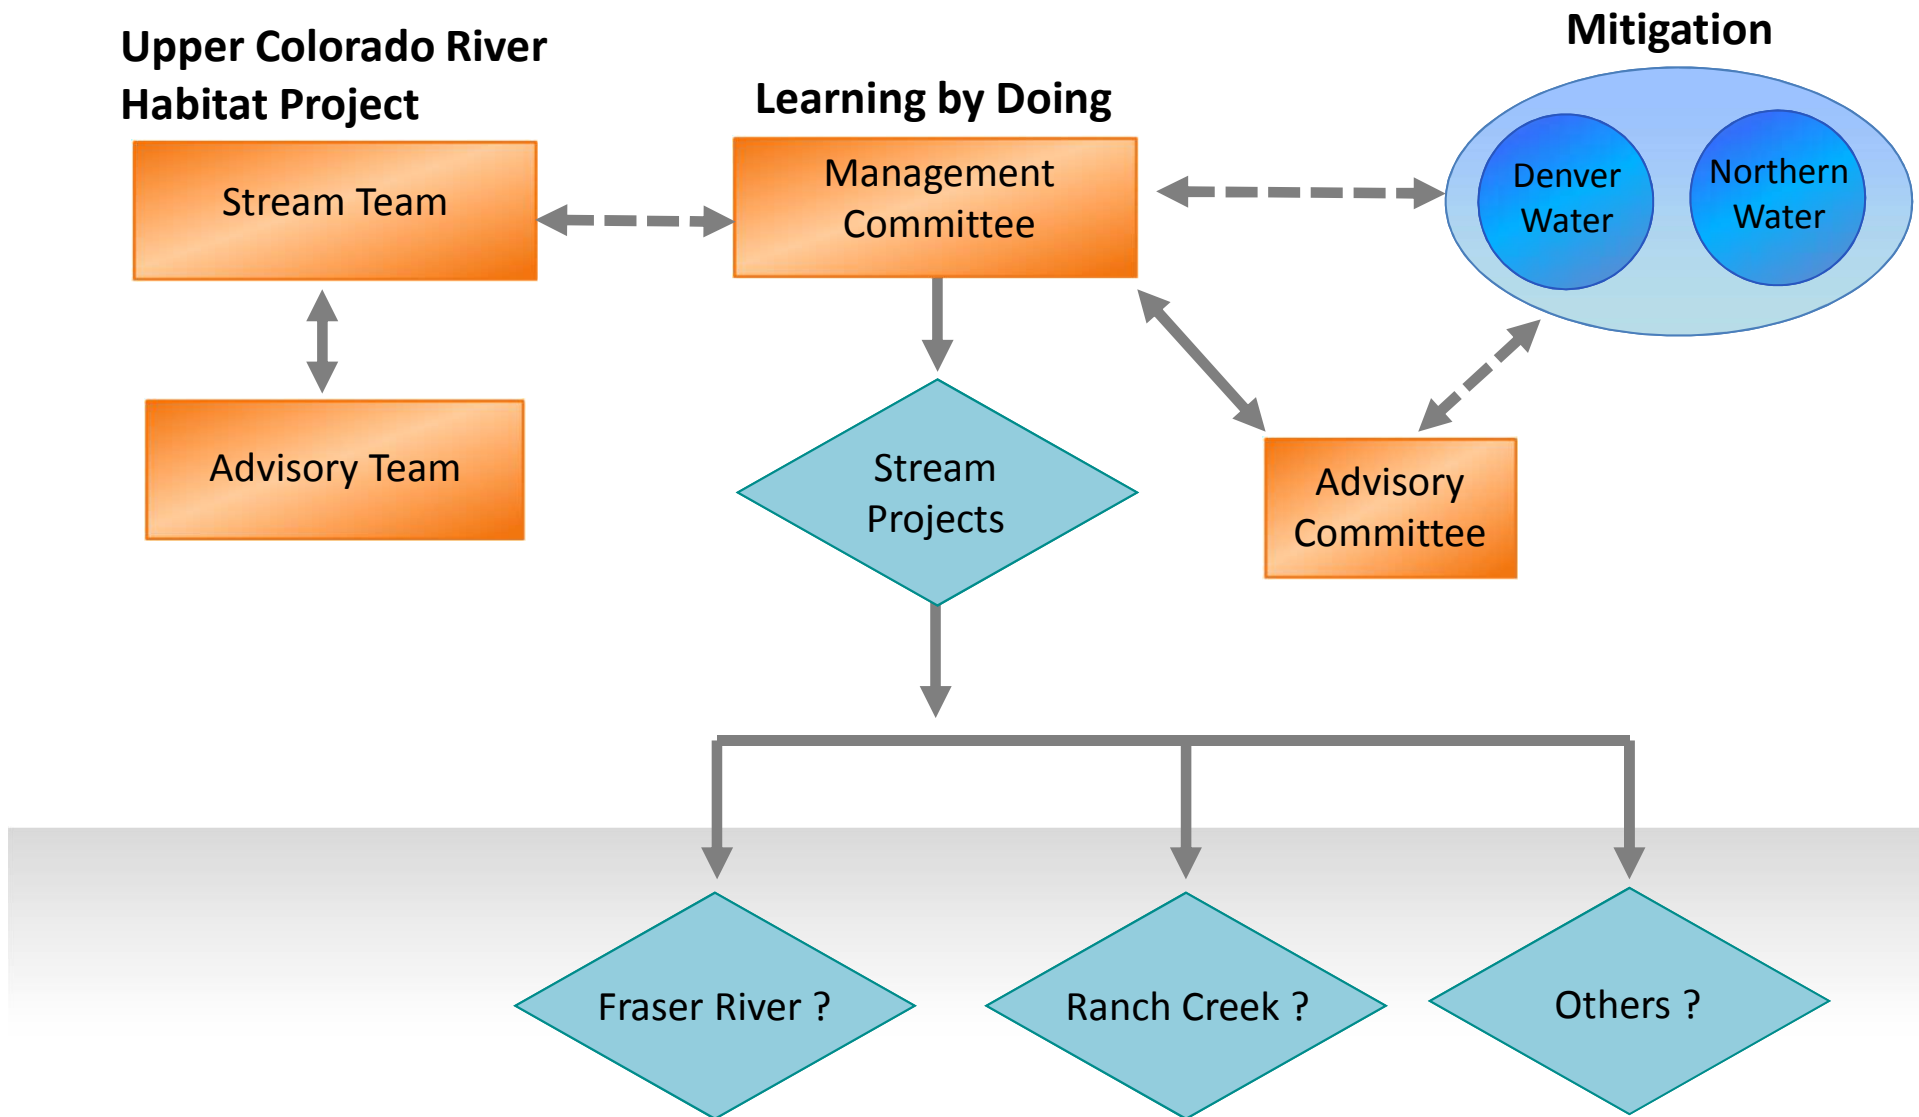 Upper Colorado River
Habitat Project
Learning by Doing
Mitigation
Stream Team
Management
Committee
Denver
Water
Northern
Water
Advisory Team
Stream
Projects
Advisory
Committee
Fraser River ?
Ranch Creek ?
Others ?